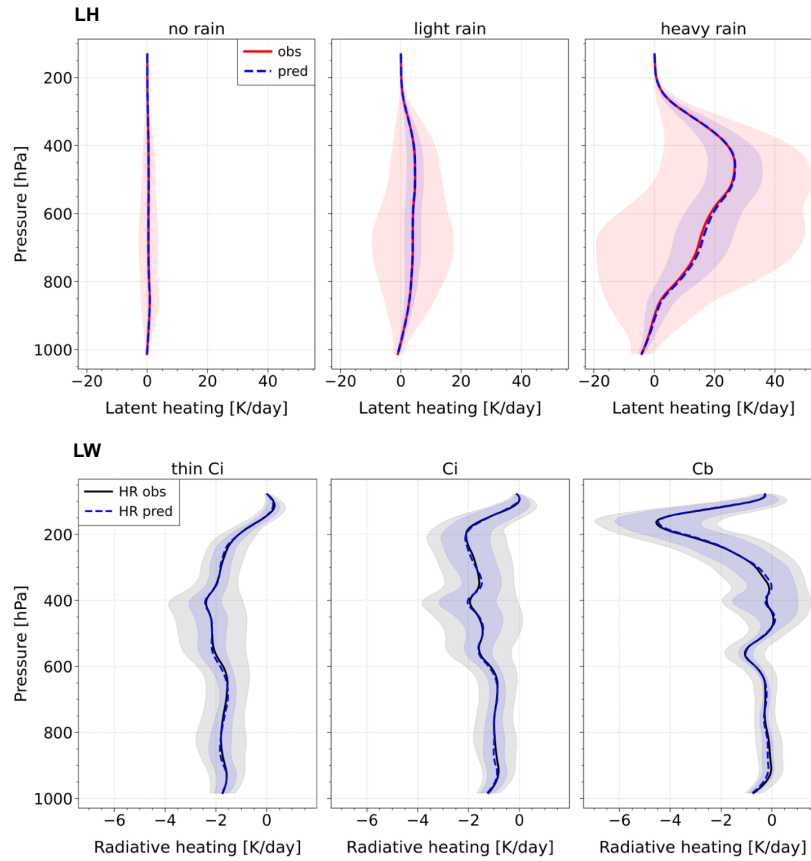 LH
no rain
light rain
heavy rain
obs
pred
200
400
600
800
1000
Pressure [hPa]
−20 0 20 40
−20 0 20 40
−20 0 20 40
Latent heating [K/day]
Latent heating [K/day]
Latent heating [K/day]
LW
thin Ci
Ci
Cb
HR obs
HR pred
200
400
600
800
1000
Pressure [hPa]
−6 −4 −2 0
−6 −4 −2 0
−6 −4 −2 0
Radiative heating [K/day]
Radiative heating [K/day]
Radiative heating [K/day]